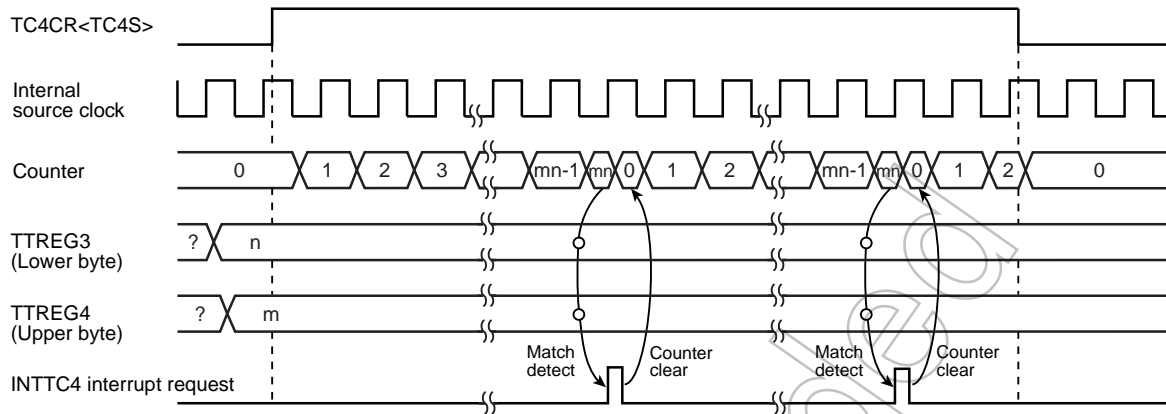 TC4CR<TC4S>
Internal
source clock
Counter
0 1 2 3 mn-1 mn 0 1 2 mn-1 mn 0 1 2 0
TTREG3
(Lower byte)
? n
TTREG4
(Upper byte)
? m
Match
detect
Counter
clear
Match
detect
Counter
clear
INTTC4 interrupt request